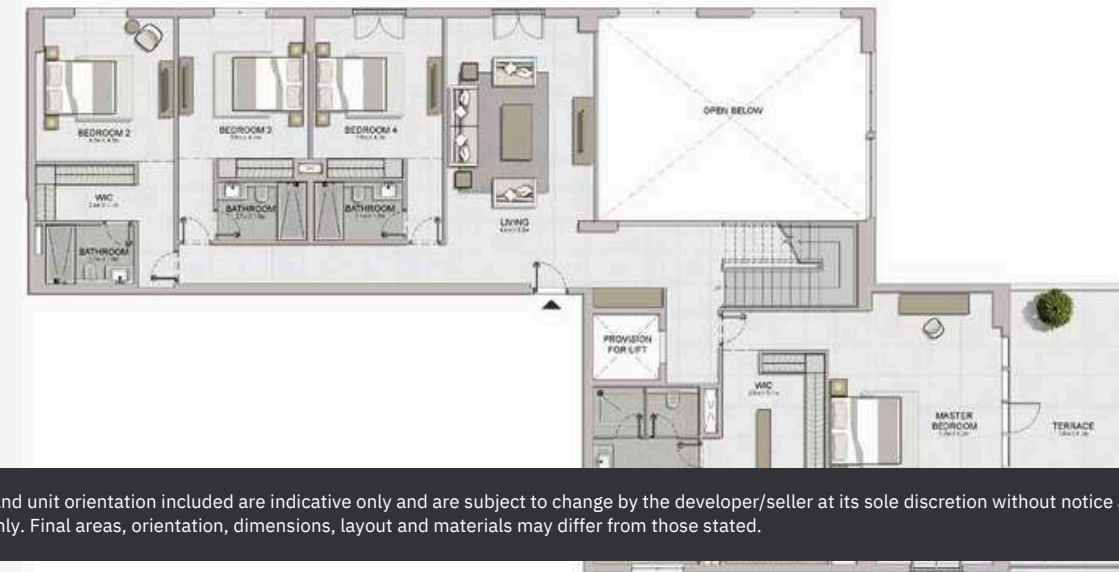 BEDROOM 2
BEDROOM 3
BEDROOM 4
OPEN BELOW
WIC
BATHROOM
BATHROOM
LIVING
BATHROOM
PROVISION
FOR LIFT
WIC
MASTER
BEDROOM
TERRACE
and unit orientation included are indicative only and are subject to change by the developer/seller at its sole discretion without notice
nly. Final areas, orientation, dimensions, layout and materials may differ from those stated.